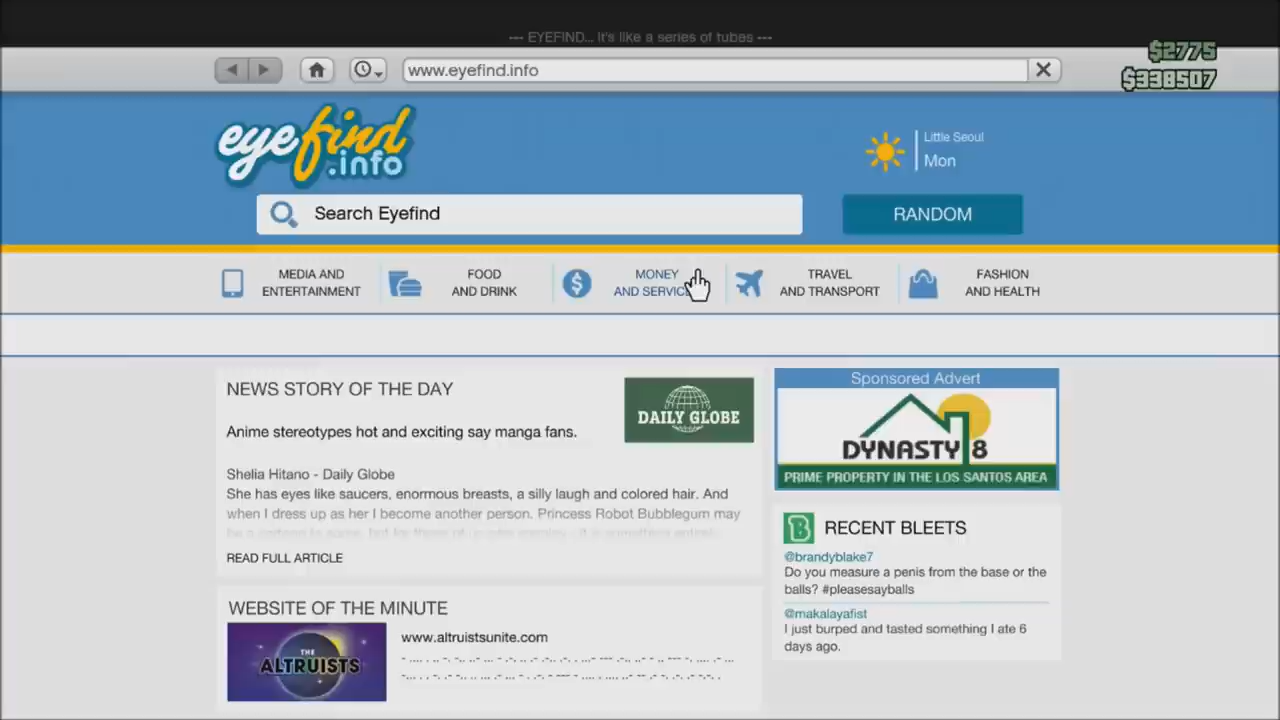 --- EYEFIND... It's like a series of tubes ---
$2775
www.eyefind.info
$338507
eyefind
.info
Little Seoul
Mon
Search Eyefind
RANDOM
MEDIA AND
ENTERTAINMENT
FOOD
AND DRINK
MONEY
AND SERVIC
TRAVEL
AND TRANSPORT
FASHION
AND HEALTH
NEWS STORY OF THE DAY
DAILY GLOBE
Anime stereotypes hot and exciting say manga fans.
Shelia Hitano - Daily Globe
She has eyes like saucers, enormous breasts, a silly laugh and colored hair. And
when I dress up as her I become another person. Princess Robot Bubblegum may
READ FULL ARTICLE
WEBSITE OF THE MINUTE
THE
ALTRUISTS
www.altruistsunite.com
Sponsored Advert
DYNASTY 8
PRIME PROPERTY IN THE LOS SANTOS AREA
B
RECENT BLEETS
@brandyblake7
Do you measure a penis from the base or the
balls? #pleasesayballs
@makalayafist
I just burped and tasted something I ate 6
days ago.